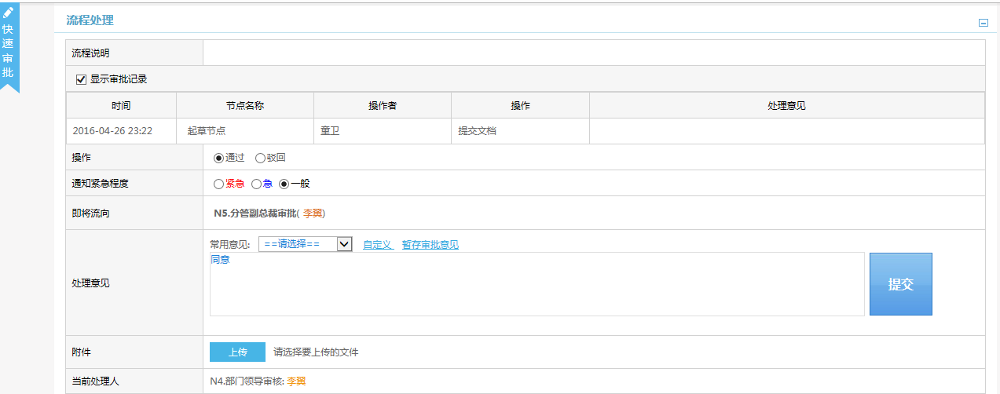 快速审批
流程处理
流程说明
显示审批记录
时间 节点名称 操作者 操作 处理意见
2016-04-26 23:22 起草节点 童卫 提交文档
操作 通过 驳回
通知紧急程度 紧急 急 一般
即将流向 N5.分管副总裁审批( 李翼)
常用意见: ==请选择== 自定义 暂存审批意见
同意
处理意见 提交
附件 上传 请选择要上传的文件
当前处理人 N4.部门领导审核: 李翼